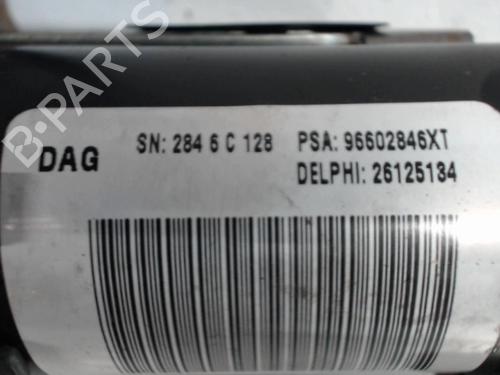 DAG
SN: 284 6 C 128 PSA: 96602846XT
DELPHI: 26125134
B-PARTS